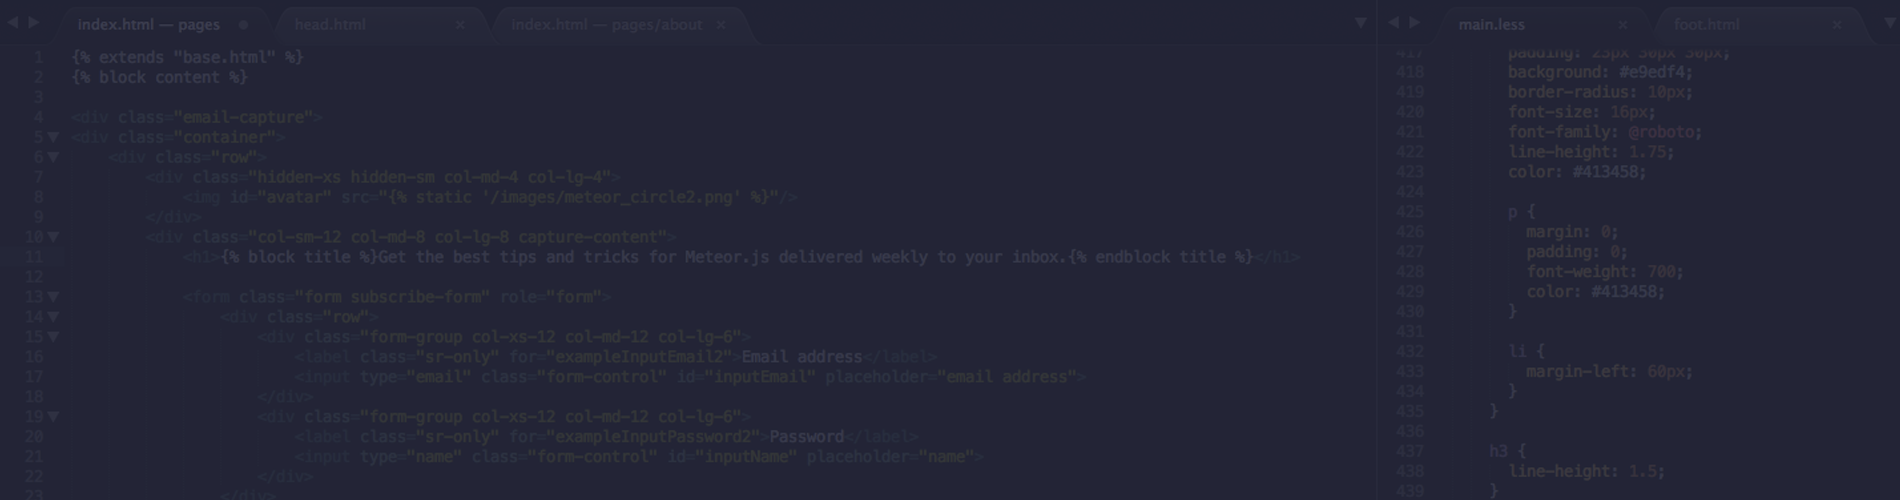 index.html — pages
head.html
index.html — pages/about
1 {% extends "base.html" %}
2 {% block content %}
3
4 <div class="email-capture">
5 <div class="container">
6 <div class="row">
7 <div class="hidden-xs hidden-sm col-md-4 col-lg-4">
8 <img id="avatar" src="{% static '/images/meteor_circle2.png' %}"/>
9 </div>
10 <div class="col-sm-12 col-md-8 col-lg-8 capture-content">
11 <h1>{% block title %}Get the best tips and tricks for Meteor.js delivered weekly to your inbox.{% endblock title %}</h1>
12
13 <form class="form subscribe-form" role="form">
14 <div class="row">
15 <div class="form-group col-xs-12 col-md-12 col-lg-6">
16 <label class="sr-only" for="exampleInputEmail2">Email address</label>
17 <input type="email" class="form-control" id="inputEmail" placeholder="email address">
18 </div>
19 <div class="form-group col-xs-12 col-md-12 col-lg-6">
20 <label class="sr-only" for="exampleInputPassword2">Password</label>
21 <input type="name" class="form-control" id="inputName" placeholder="name">
22 </div>
23 </div>
main.less
foot.html
417 padding: 25px 50px 50px;
418 background: #e9edf4;
419 border-radius: 10px;
420 font-size: 16px;
421 font-family: @roboto;
422 line-height: 1.75;
423 color: #413458;
424
425 p {
426 margin: 0;
427 padding: 0;
428 font-weight: 700;
429 color: #413458;
430 }
431
432 li {
433 margin-left: 60px;
434 }
435 }
436
437 h3 {
438 line-height: 1.5;
439 }